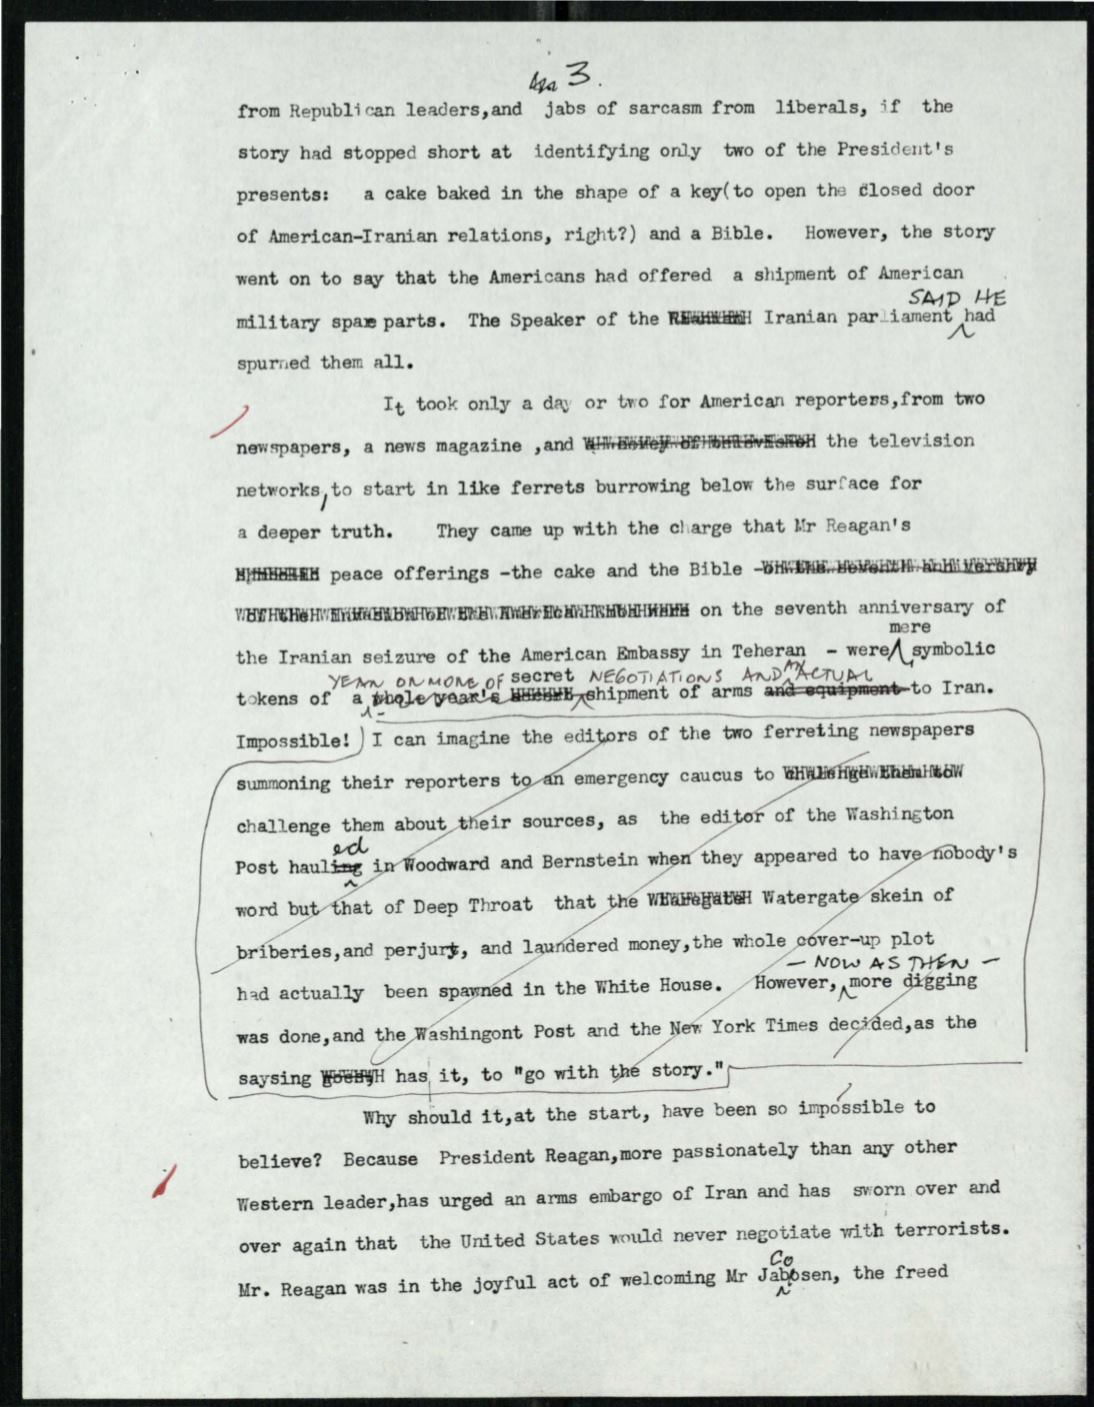 3.
from Republican leaders,and jabs of sarcasm from liberals, if the
story had stopped short at identifying only two of the President's
presents: a cake baked in the shape of a key(to open the closed door
of American-Iranian relations, right?) and a Bible. However, the story
went on to say that the Americans had offered a shipment of American
SAID HE
military spare parts. The Speaker of the Iranian parliament had
spurned them all.
It took only a day or two for American reporters,from two
newspapers, a news magazine ,and the television
networks, to start in like ferrets burrowing below the surface for
a deeper truth. They came up with the charge that Mr Reagan's
peace offerings -the cake and the Bible -on the seventh anniversary
on the seventh anniversary of
mere
the Iranian seizure of the American Embassy in Teheran - were symbolic
YEAR OR MORE OF secret NEGOTIATIONS AND AN ACTUAL
tokens of a whole year's shipment of arms and equipment to Iran.
Impossible! I can imagine the editors of the two ferreting newspapers
summoning their reporters to an emergency caucus to challenge them to
challenge them about their sources, as the editor of the Washington
ed
Post hauling in Woodward and Bernstein when they appeared to have nobody's
word but that of Deep Throat that the Watergate skein of
briberies,and perjury, and laundered money,the whole cover-up plot
— NOW AS THEN —
had actually been spawned in the White House. However, more digging
was done,and the Washingont Post and the New York Times decided,as the
saysing has it, to "go with the story."
Why should it,at the start, have been so impossible to
believe? Because President Reagan,more passionately than any other
Western leader,has urged an arms embargo of Iran and has sworn over and
over again that the United States would never negotiate with terrorists.
Co
Mr. Reagan was in the joyful act of welcoming Mr Jabosen, the freed